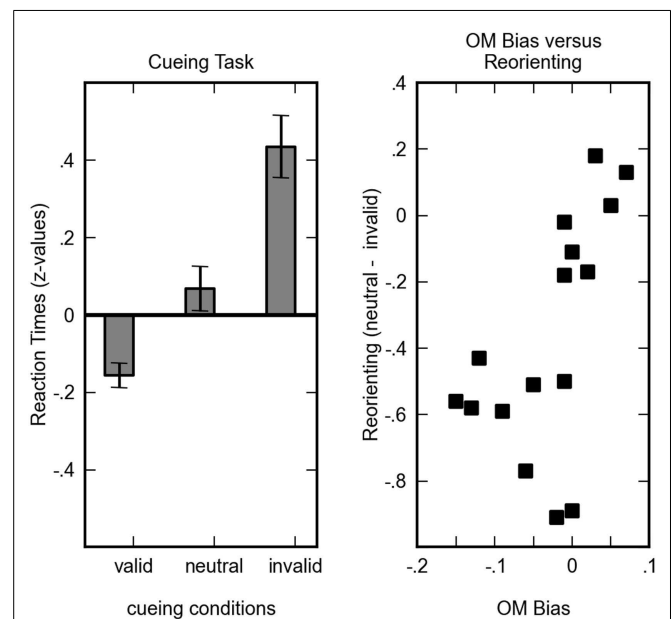 Cueing Task
Reaction Times (z-values)
.4
.2
0
-.2
-.4
valid neutral invalid
cueing conditions
OM Bias versus
Reorienting
Reorienting (neutral - invalid)
.4
.2
0
-.2
-.4
-.6
-.8
-.2 -.1 0 .1
OM Bias